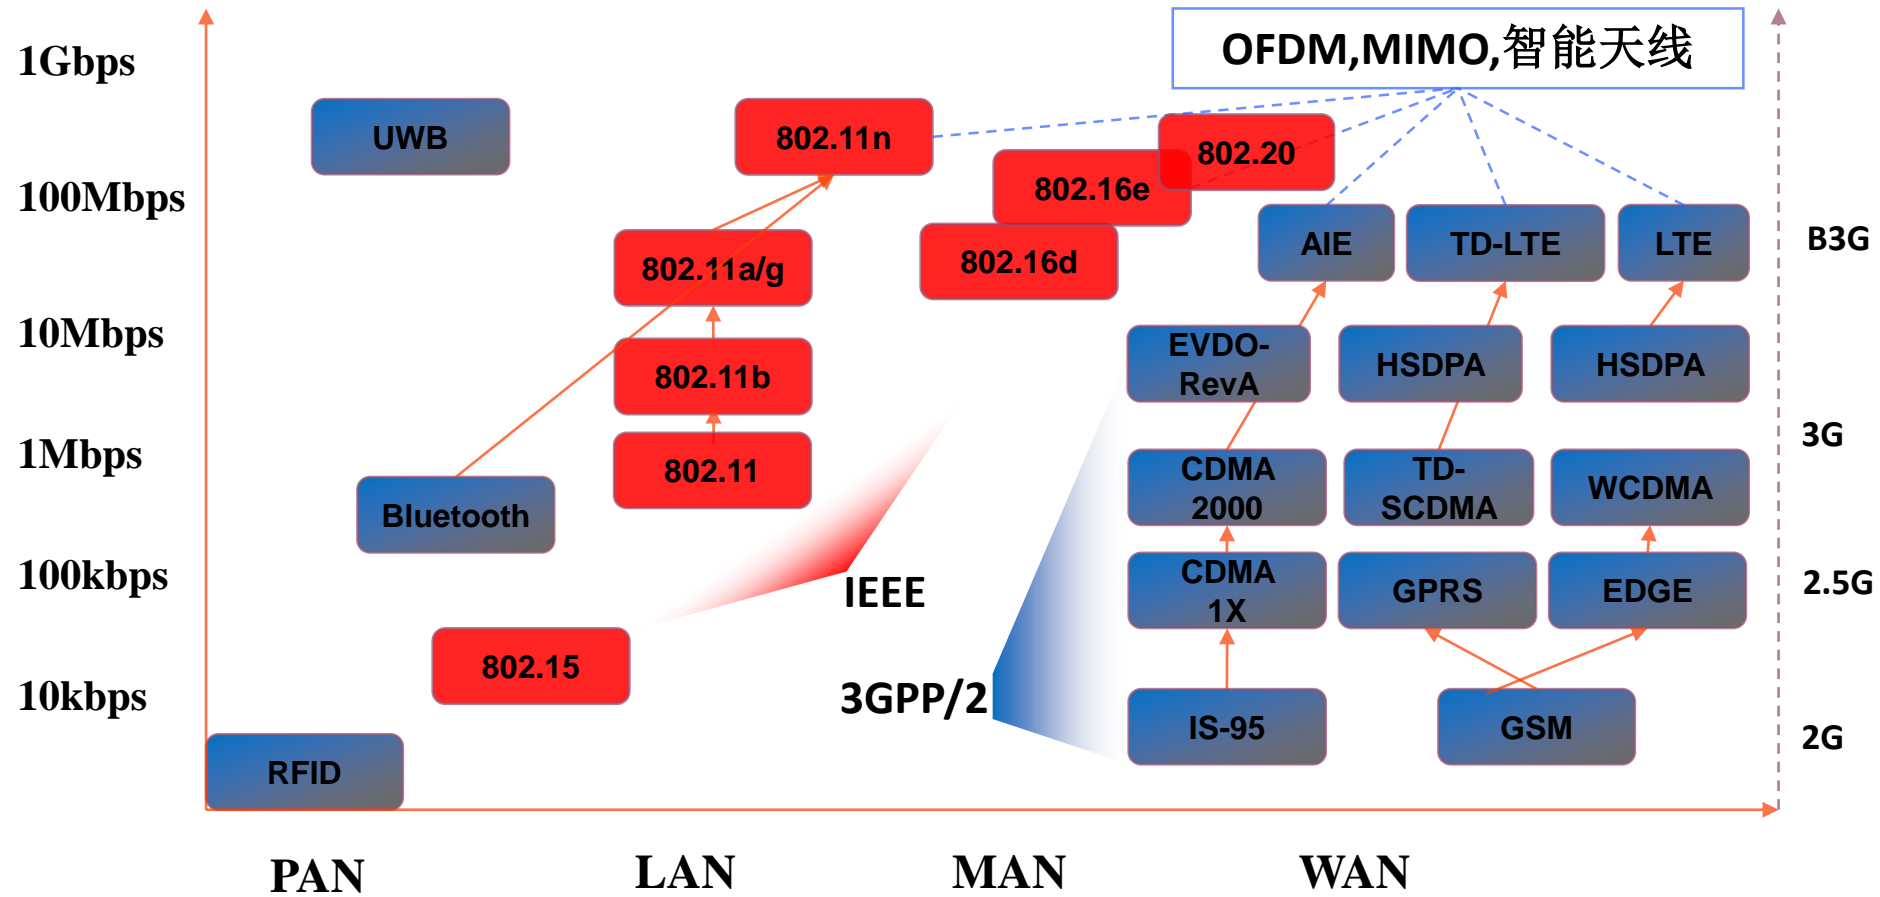 OFDM,MIMO,智能天线
1Gbps
UWB
802.11n
802.20
802.16e
100Mbps
802.11a/g
802.16d
AIE
TD-LTE
LTE
B3G
10Mbps
EVDO-
RevA
HSDPA
HSDPA
802.11b
3G
1Mbps
802.11
CDMA
2000
TD-
SCDMA
WCDMA
Bluetooth
100kbps
IEEE
CDMA
1X
GPRS
EDGE
2.5G
802.15
10kbps
3GPP/2
IS-95
GSM
2G
RFID
PAN
LAN
MAN
WAN